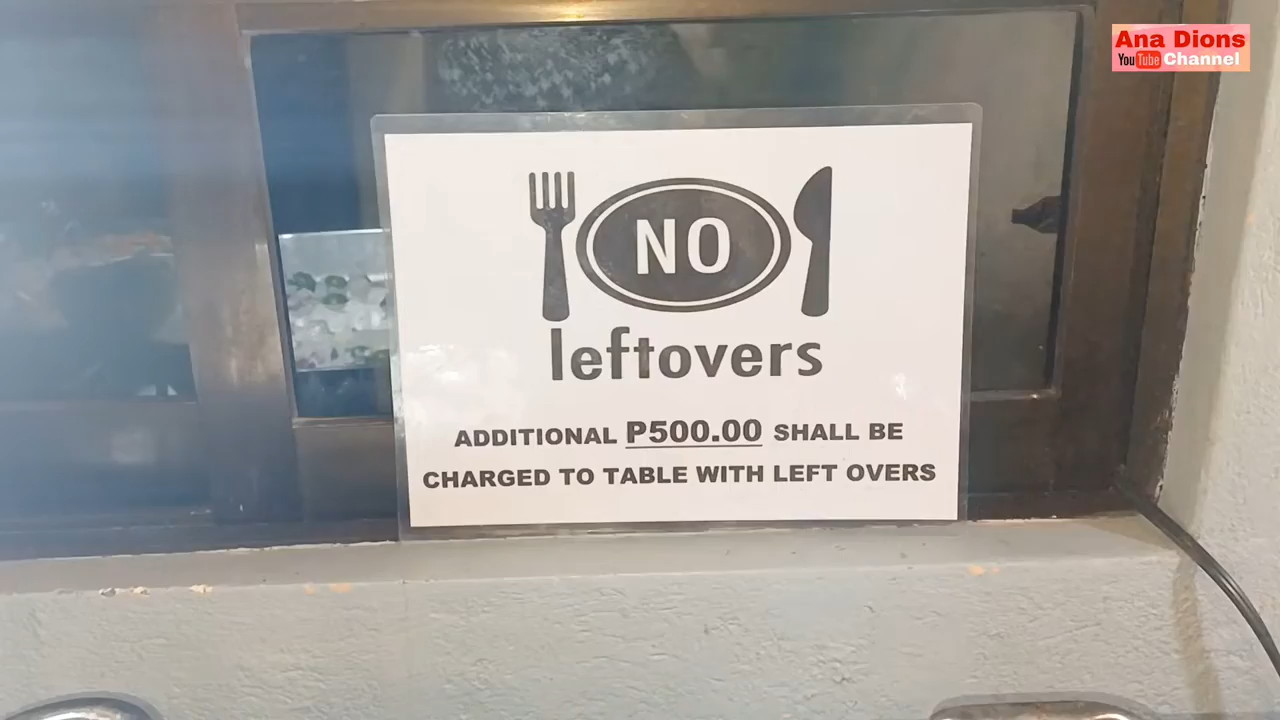 Ana Dions
YouTube Channel
NO
leftovers
ADDITIONAL P500.00 SHALL BE
CHARGED TO TABLE WITH LEFT OVERS